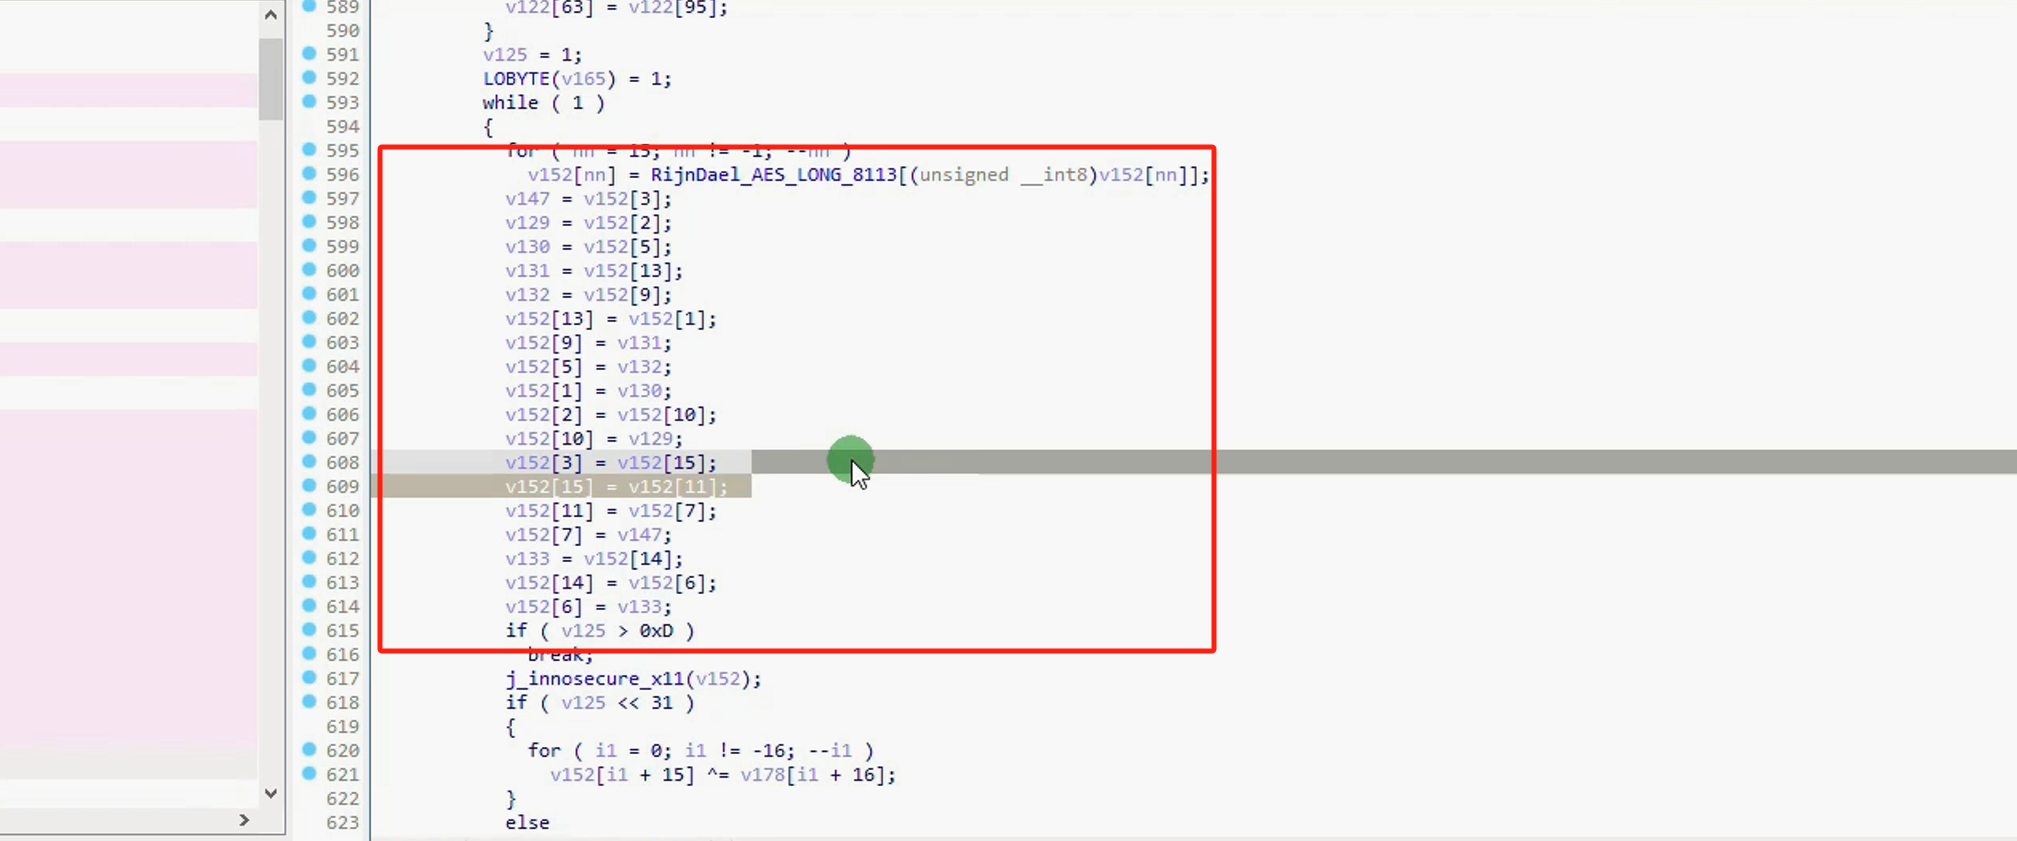 589 v122[63] = v122[95];
590 }
591 v125 = 1;
592 LOBYTE(v165) = 1;
593 while ( 1 )
594 {
595 for ( nn = 15; nn != -1; --nn )
596 v152[nn] = RijnDael_AES_LONG_8113[(unsigned __int8)v152[nn]];
597 v147 = v152[3];
598 v129 = v152[2];
599 v130 = v152[5];
600 v131 = v152[13];
601 v132 = v152[9];
602 v152[13] = v152[1];
603 v152[9] = v131;
604 v152[5] = v132;
605 v152[1] = v130;
606 v152[2] = v152[10];
607 v152[10] = v129;
608 v152[3] = v152[15];
609 v152[15] = v152[11];
610 v152[11] = v152[7];
611 v152[7] = v147;
612 v133 = v152[14];
613 v152[14] = v152[6];
614 v152[6] = v133;
615 if ( v125 > 0xD )
616 break;
617 j_innosecure_x11(v152);
618 if ( v125 << 31 )
619 {
620 for ( i1 = 0; i1 != -16; --i1 )
621 v152[i1 + 15] ^= v178[i1 + 16];
622 }
623 else